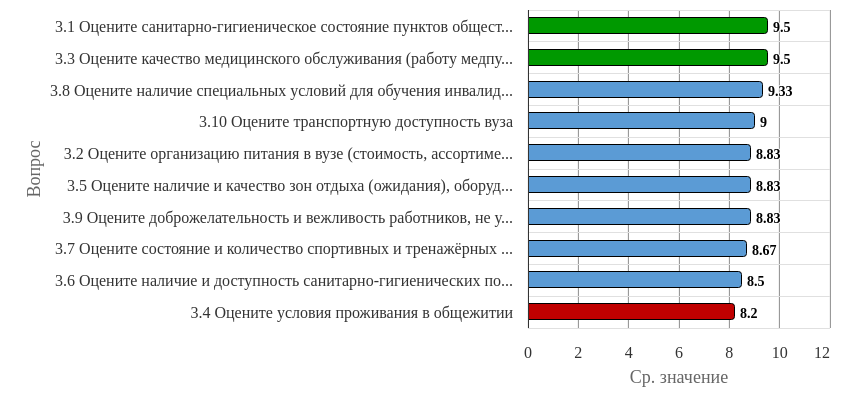 3.1 Оцените санитарно-гигиеническое состояние пунктов общест... 9.5
3.3 Оцените качество медицинского обслуживания (работу медпу... 9.5
3.8 Оцените наличие специальных условий для обучения инвалид... 9.33
3.10 Оцените транспортную доступность вуза 9
3.2 Оцените организацию питания в вузе (стоимость, ассортиме... 8.83
3.5 Оцените наличие и качество зон отдыха (ожидания), оборуд... 8.83
3.9 Оцените доброжелательность и вежливость работников, не у... 8.83
3.7 Оцените состояние и количество спортивных и тренажёрных ... 8.67
3.6 Оцените наличие и доступность санитарно-гигиенических по... 8.5
3.4 Оцените условия проживания в общежитии 8.2
Вопрос
0 2 4 6 8 10 12
Ср. значение